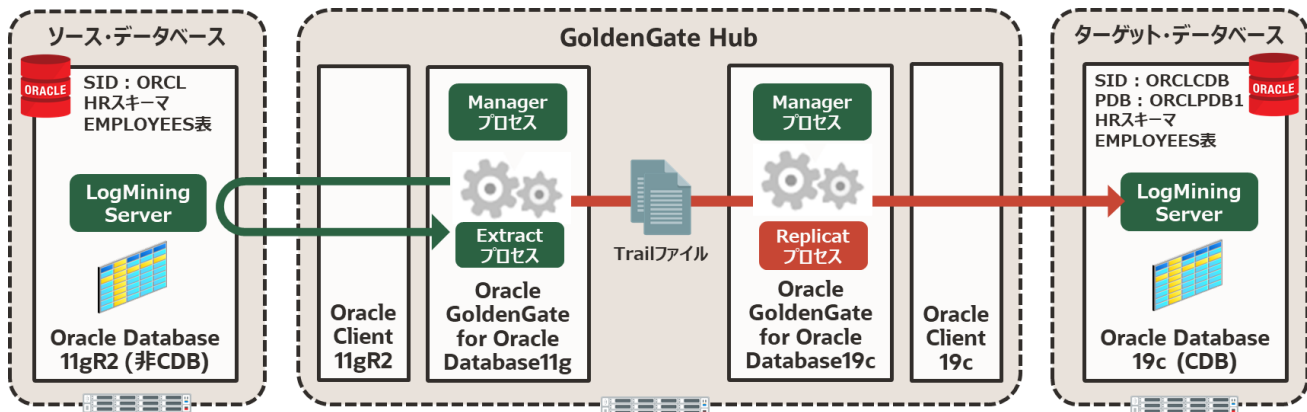 ソース・データベース
ORACLE
SID：ORCL
HRスキーマ
EMPLOYEES表
LogMining
Server
Oracle Database
11gR2 (非CDB)
GoldenGate Hub
Oracle
Client
11gR2
Manager
プロセス
Extract
プロセス
Oracle
GoldenGate
for Oracle
Database11g
Trailファイル
Manager
プロセス
Replicat
プロセス
Oracle
GoldenGate
for Oracle
Database19c
Oracle
Client
19c
ターゲット・データベース
SID：ORCLCDB
PDB：ORCLPDB1
HRスキーマ
EMPLOYEES表
ORACLE
LogMining
Server
Oracle Database
19c (CDB)